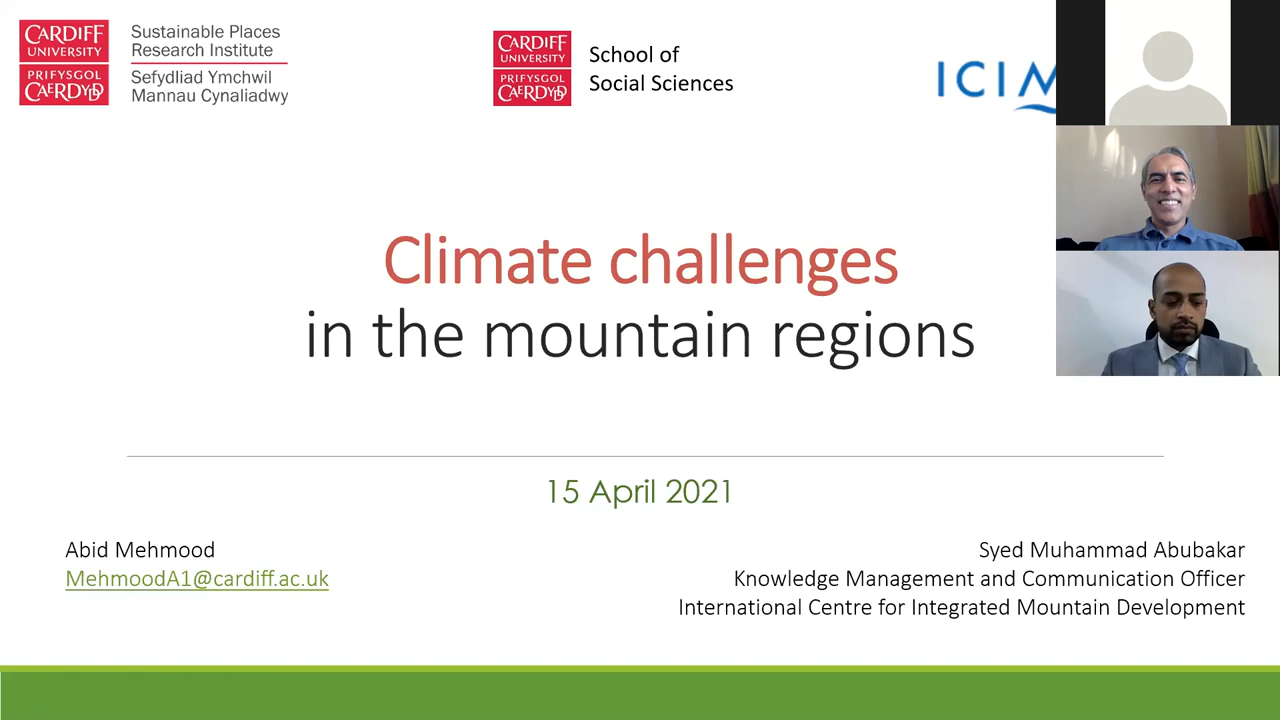 CARDIFF
UNIVERSITY
PRIFYSGOL
CAERDYDD
Sustainable Places
Research Institute
Sefydliad Ymchwil
Mannau Cynaliadwy
CARDIFF
UNIVERSITY
PRIFYSGOL
CAERDYDD
School of
Social Sciences
ICIM
Climate challenges
in the mountain regions
15 April 2021
Abid Mehmood
MehmoodA1@cardiff.ac.uk
Syed Muhammad Abubakar
Knowledge Management and Communication Officer
International Centre for Integrated Mountain Development